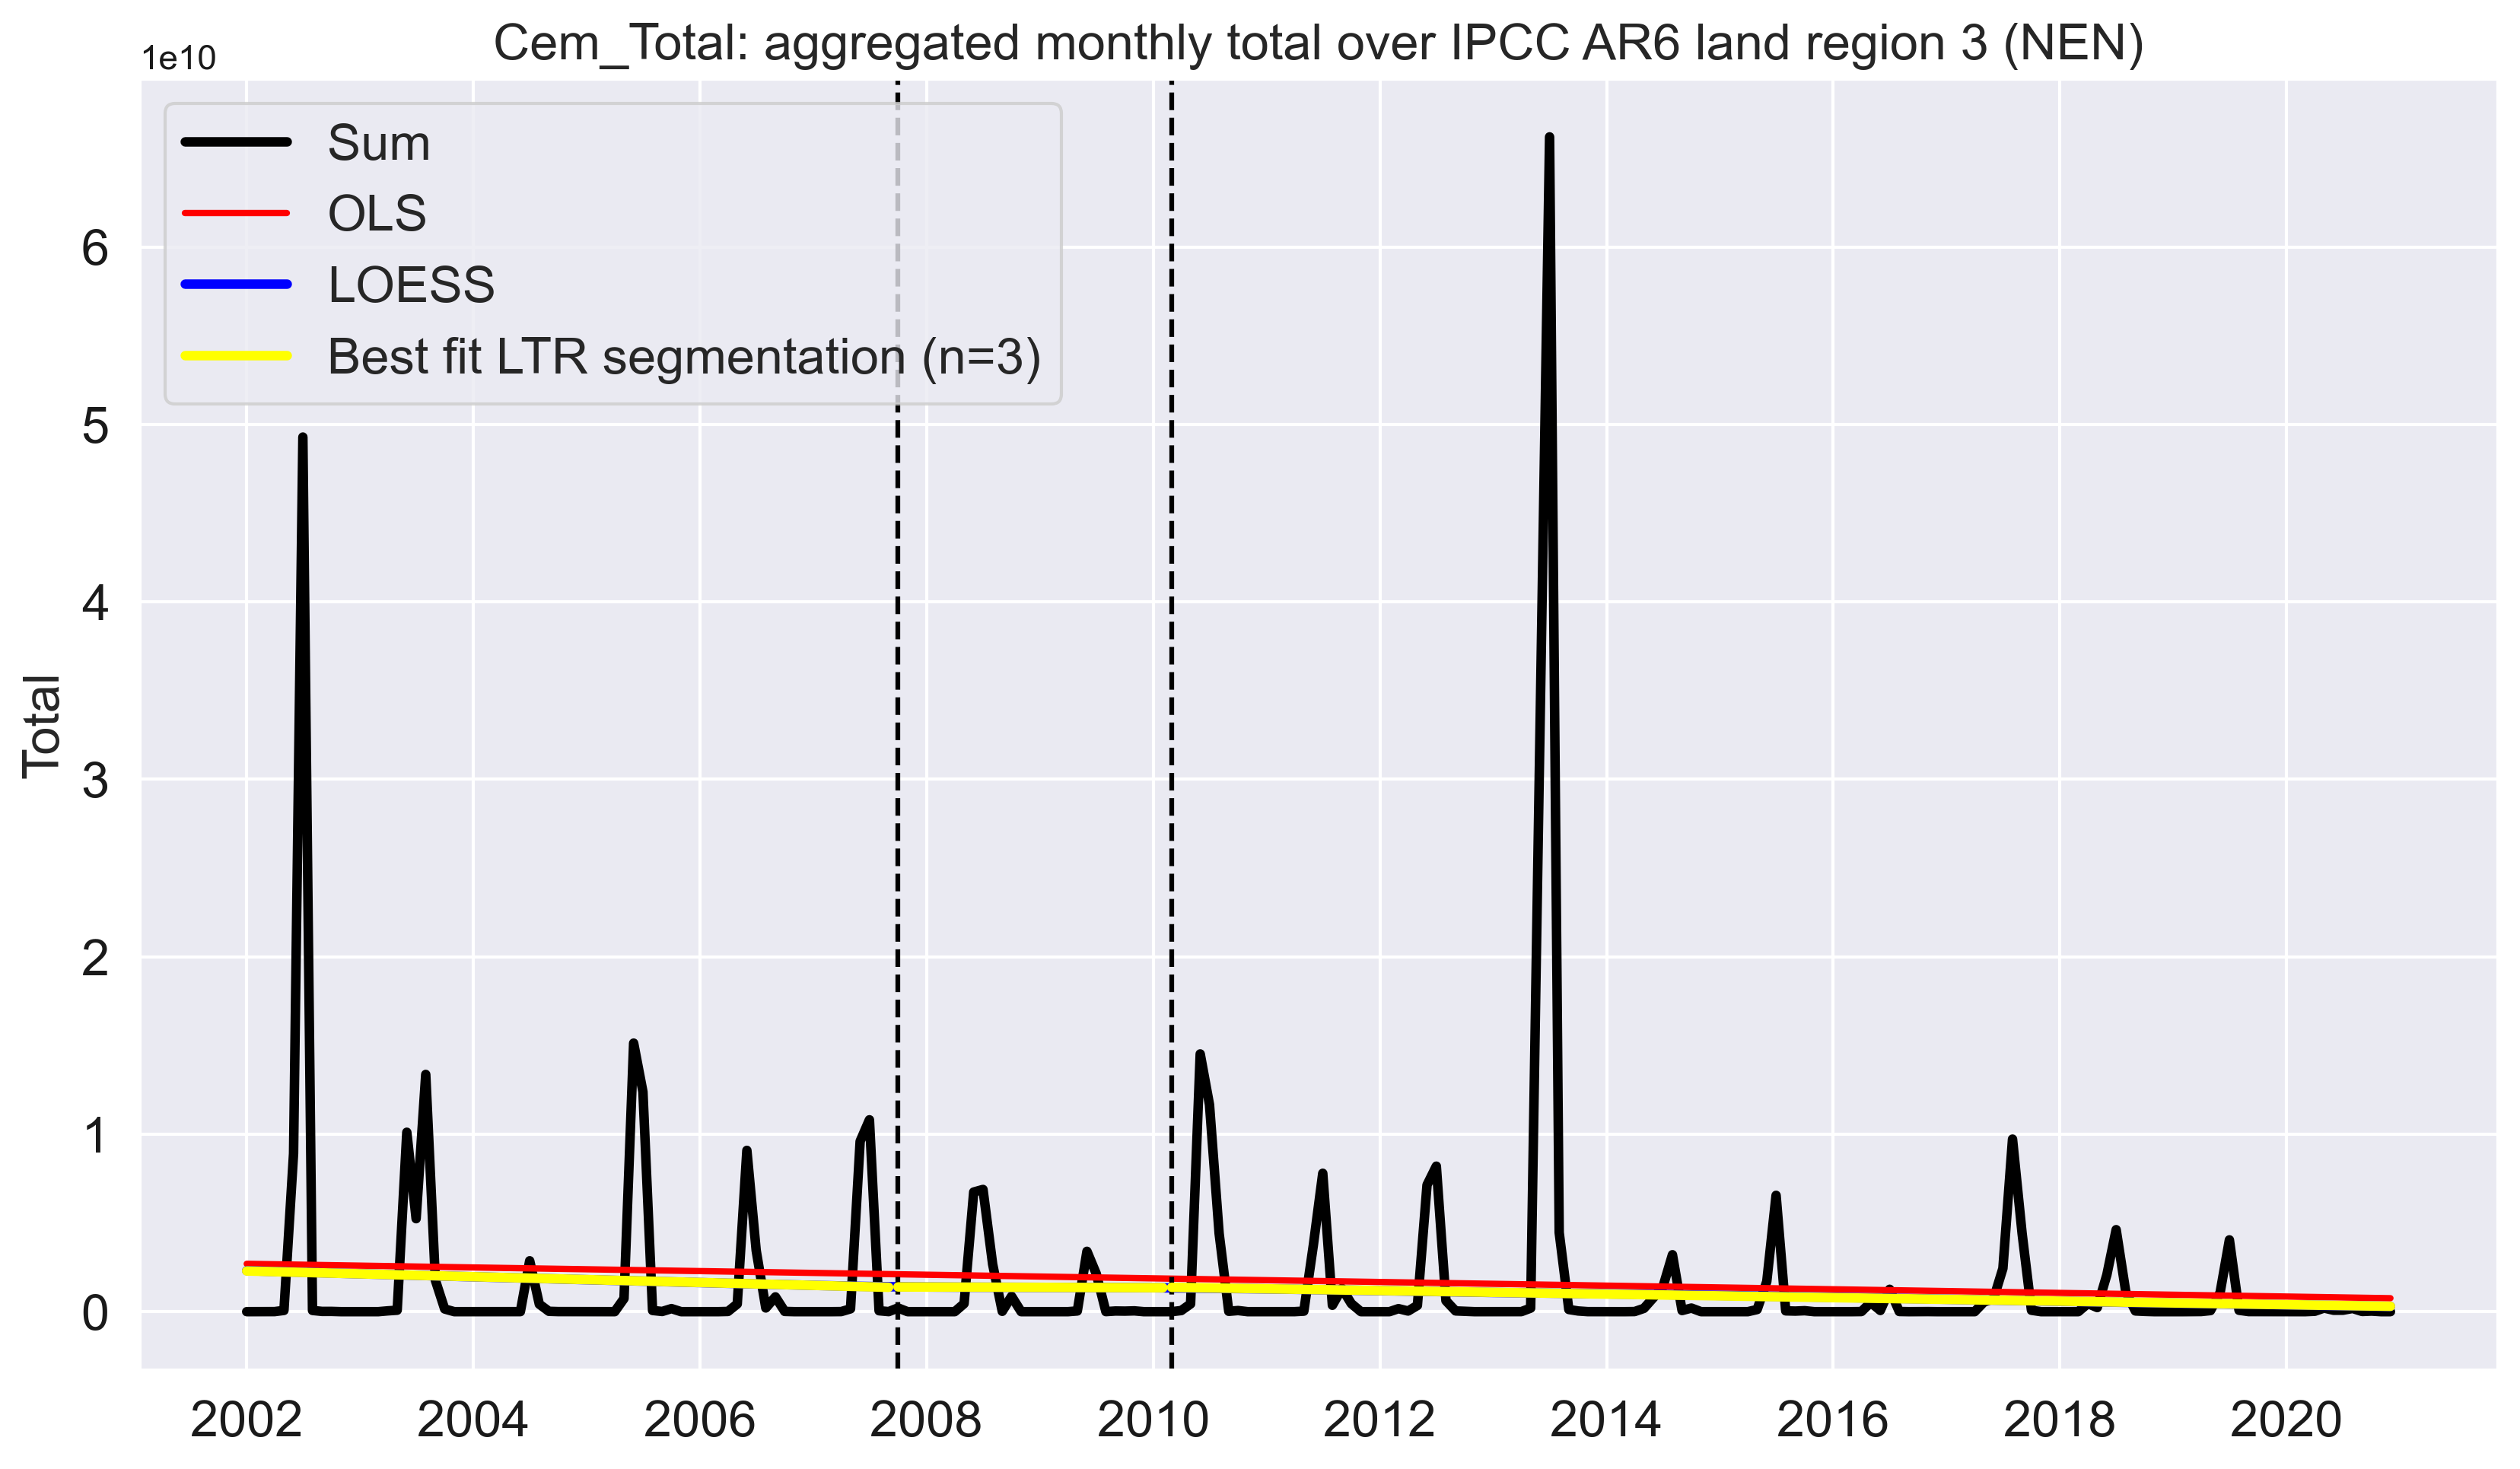 Cem_Total: aggregated monthly total over IPCC AR6 land region 3 (NEN)
1e10
Sum
OLS
LOESS
Best fit LTR segmentation (n=3)
Total
6
5
4
3
2
1
0
2002 2004 2006 2008 2010 2012 2014 2016 2018 2020